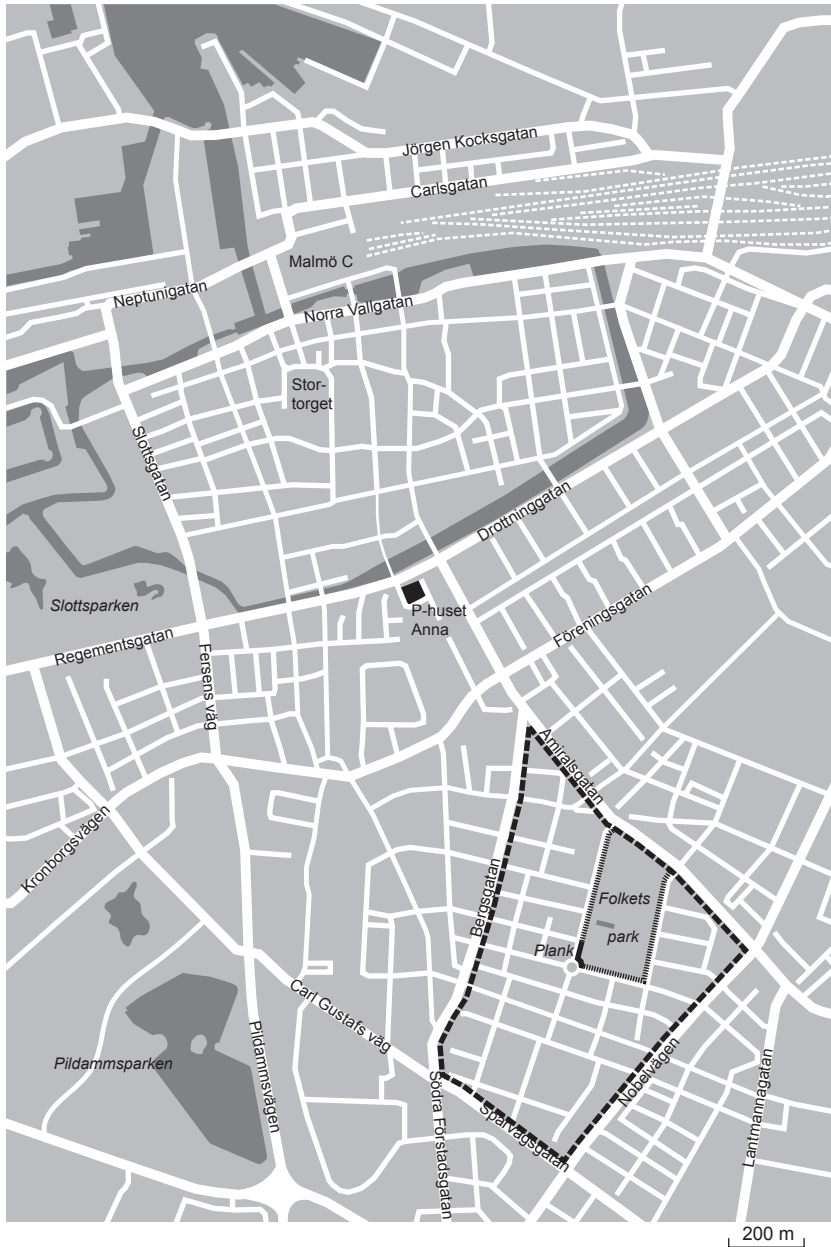 Jörgen Kocksgatan
Carlsgatan
Malmö C
Neptunigatan
Norra Vallgatan
Stor-
torget
Slottsgatan
Drottninggatan
Slottsparken
P-huset
Anna
Föreningsgatan
Regementsgatan
Fersens väg
Amiralsgatan
Kronborgsvägen
Bergsgatan
Folkets
park
Plank
Carl Gustafs väg
Pildammsparken
Pildammsvägen
Södra Förstadsgatan
Spårvägsgatan
Nobelvägen
Lantmannagatan
200 m